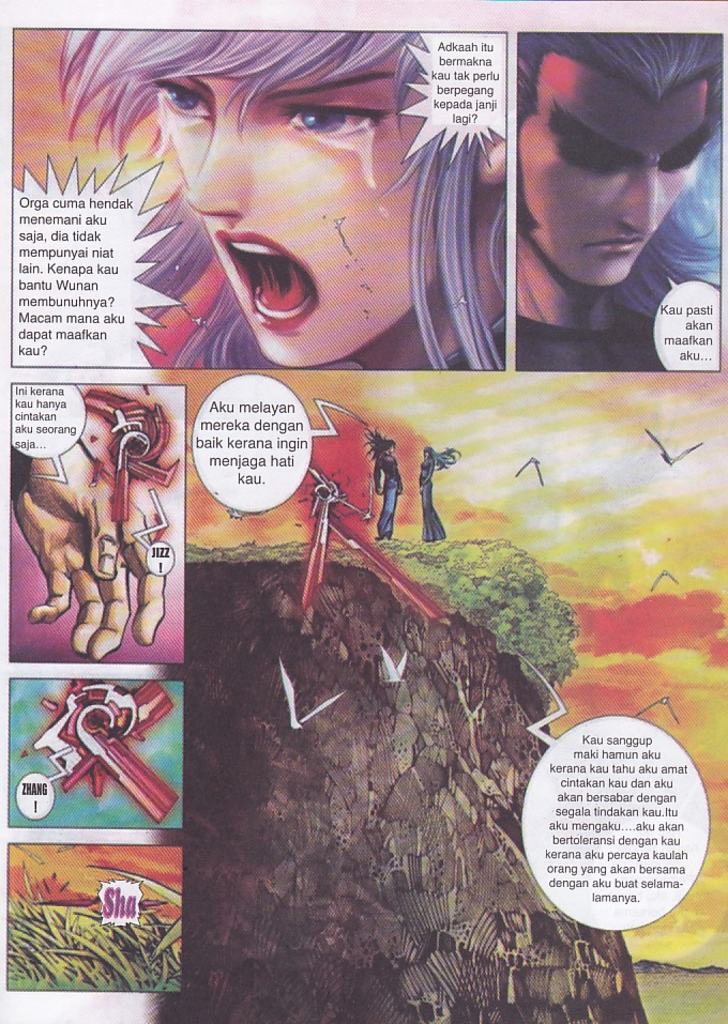 Adkaah itu
bermakna
kau tak perlu
berpegang
kepada janji
lagi?
Orga cuma hendak
menemani aku
saja, dia tidak
mempunyai niat
lain. Kenapa kau
bantu Wunan
membunuhnya?
Macam mana aku
dapat maafkan
kau?
Kau pasti
akan
maafkan
aku...
Ini kerana
kau hanya
cintakan
aku seorang
saja...
JIZZ
!
Aku melayan
mereka dengan
baik kerana ingin
menjaga hati
kau.
ZHANG
!
Sha
Kau sanggup
maki hamun aku
kerana kau tahu aku amat
cintakan kau dan aku
akan bersabar dengan
segala tindakan kau.Itu
aku mengaku....aku akan
bertoleransi dengan kau
kerana aku percaya kaulah
orang yang akan bersama
dengan aku buat selama-
lamanya.